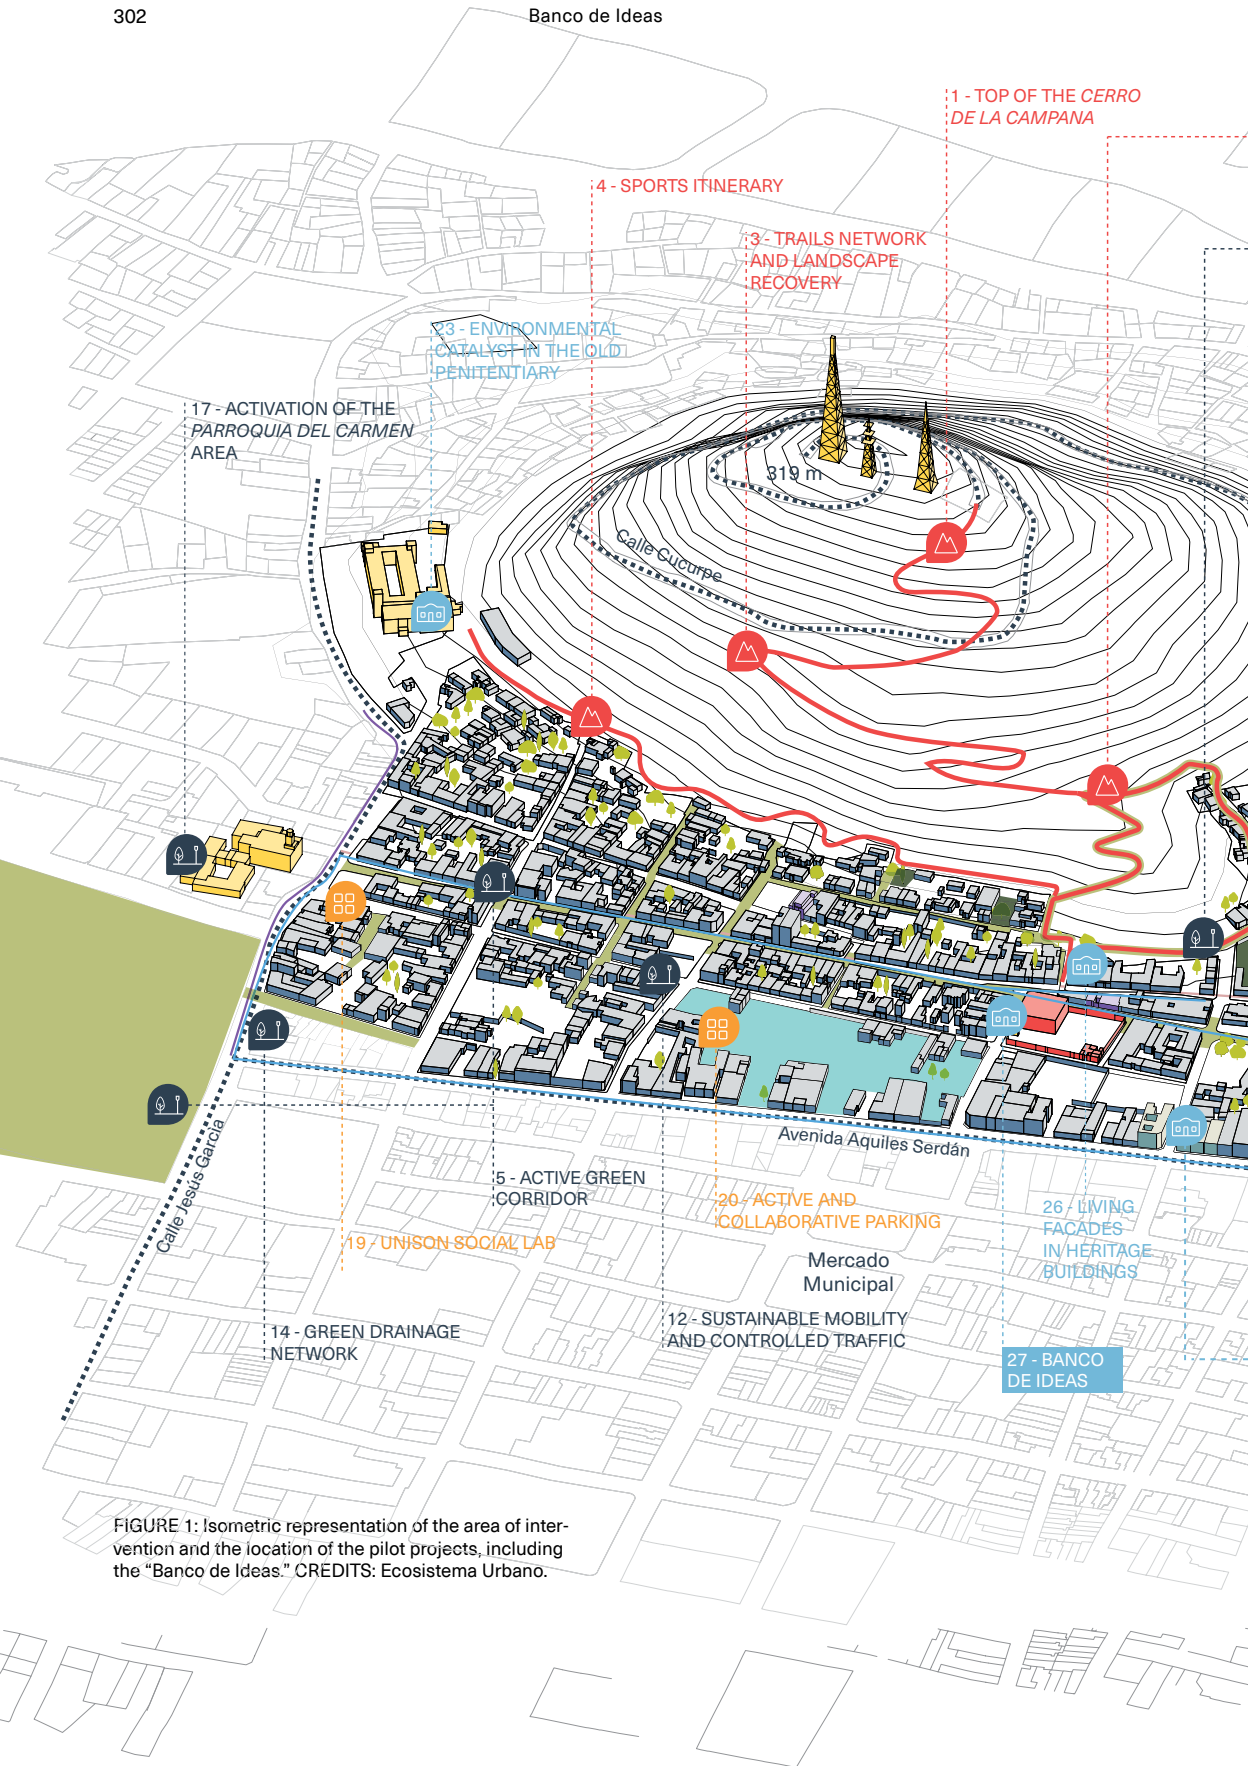 302
Banco de Ideas
1 - TOP OF THE CERRO
DE LA CAMPANA
4 - SPORTS ITINERARY
3 - TRAILS NETWORK
AND LANDSCAPE
RECOVERY
23 - ENVIRONMENTAL
CATALYST IN THE OLD
PENITENTIARY
17 - ACTIVATION OF THE
PARROQUIA DEL CARMEN
AREA
319 m
Calle Cucurpe
Avenida Aquiles Serdán
Calle Jesús García
5 - ACTIVE GREEN
CORRIDOR
20 - ACTIVE AND
COLLABORATIVE PARKING
26 - LIVING
FACADES
IN HERITAGE
BUILDINGS
19 - UNISON SOCIAL LAB
Mercado
Municipal
14 - GREEN DRAINAGE
NETWORK
12 - SUSTAINABLE MOBILITY
AND CONTROLLED TRAFFIC
27 - BANCO
DE IDEAS
FIGURE 1: Isometric representation of the area of inter-
vention and the location of the pilot projects, including
the “Banco de Ideas.” CREDITS: Ecosistema Urbano.